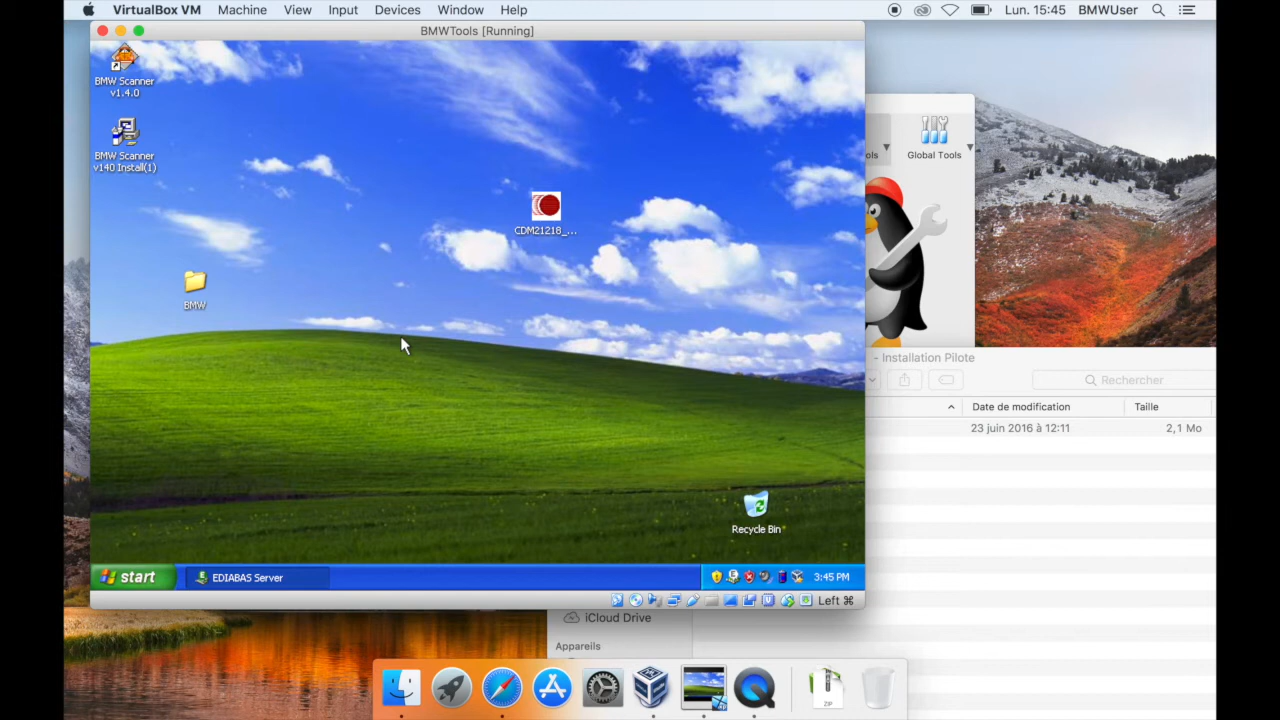 VirtualBox VM Machine View Input Devices Window Help Lun. 15:45 BMWUser
BMWTools [Running]
BMW Scanner
v1.4.0
BMW Scanner
v140 Install(1)
CDM21218_...
BMW
Recycle Bin
start
EDIABAS Server
3:45 PM
Left ⌘
ols
Global Tools
- Installation Pilote
Rechercher
Date de modification
Taille
23 juin 2016 à 12:11
2,1 Mo
iCloud Drive
Appareils
ZIP